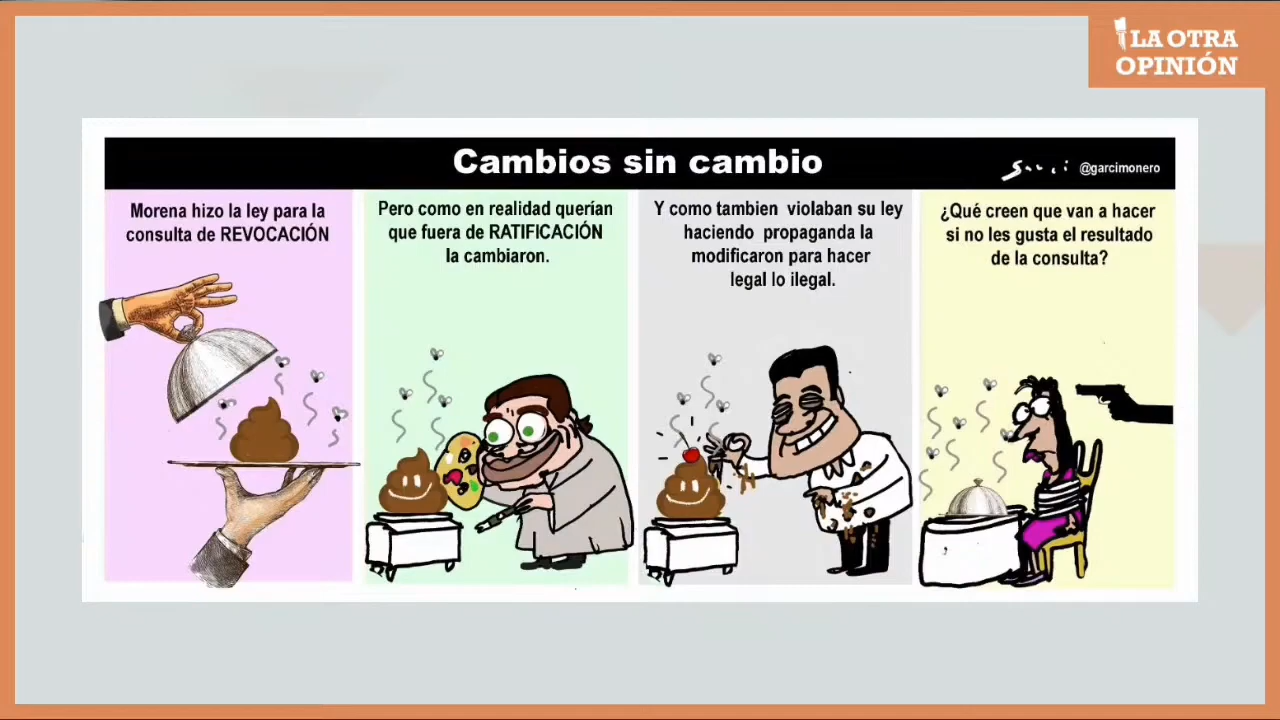 LA OTRA
OPINIÓN
Cambios sin cambio
@garcimonero
Morena hizo la ley para la
consulta de REVOCACIÓN
Pero como en realidad querían
que fuera de RATIFICACIÓN
la cambiaron.
Y como tambien violaban su ley
haciendo propaganda la
modificaron para hacer
legal lo ilegal.
¿Qué creen que van a hacer
si no les gusta el resultado
de la consulta?